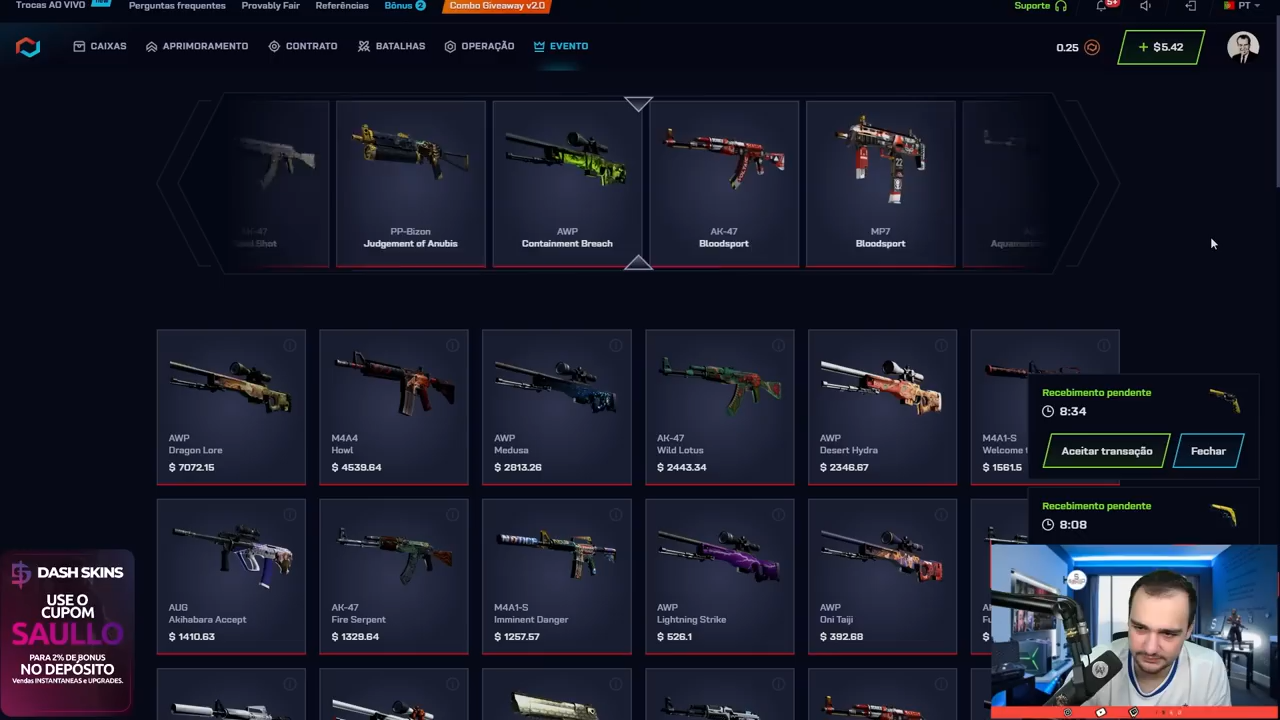 Trocas AO VIVO
Perguntas frequentes
Provably Fair
Referências
Bônus 2
Combo Giveaway v2.0
Suporte
5+
PT
CAIXAS
APRIMORAMENTO
CONTRATO
BATALHAS
OPERAÇÃO
EVENTO
0.25
+ $5.42
PP-Bizon
Judgement of Anubis
AWP
Containment Breach
AK-47
Bloodsport
MP7
Bloodsport
AWP
Dragon Lore
$ 7072.15
M4A4
Howl
$ 4539.64
AWP
Medusa
$ 2813.26
AK-47
Wild Lotus
$ 2443.34
AWP
Desert Hydra
$ 2346.67
M4A1-S
Welcome
$ 1561.5
Recebimento pendente
8:34
Aceitar transação
Fechar
AUG
Akihabara Accept
$ 1410.63
AK-47
Fire Serpent
$ 1329.64
M4A1-S
Imminent Danger
$ 1257.57
AWP
Lightning Strike
$ 526.1
AWP
Oni Taiji
$ 392.68
Recebimento pendente
8:08
DASH SKINS
USE O
CUPOM
SAULLO
PARA 2% DE BONUS
NO DEPÓSITO
Vendas INSTANTANEAS e UPGRADES.